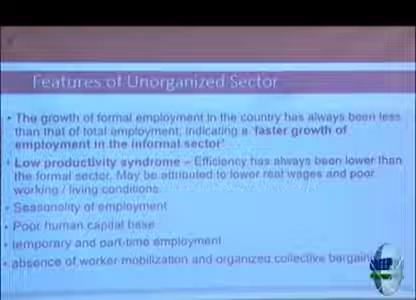 Features of Unorganized Sector
• The growth of formal employment in the country has always been less
than that of total employment, indicating a 'faster growth of
employment in the informal sector'
• Low productivity syndrome – Efficiency has always been lower than
the formal sector. May be attributed to lower real wages and poor
working / living conditions.
• Seasonality of employment
• Poor human capital base
• temporary and part-time employment
• absence of worker mobilization and organized collective bargain